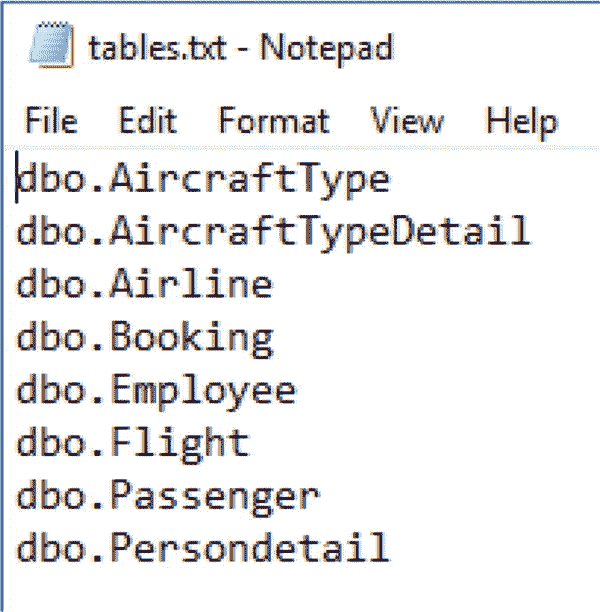 tables.txt - Notepad
File Edit Format View Help
dbo.AircraftType
dbo.AircraftTypeDetail
dbo.Airline
dbo.Booking
dbo.Employee
dbo.Flight
dbo.Passenger
dbo.Persondetail